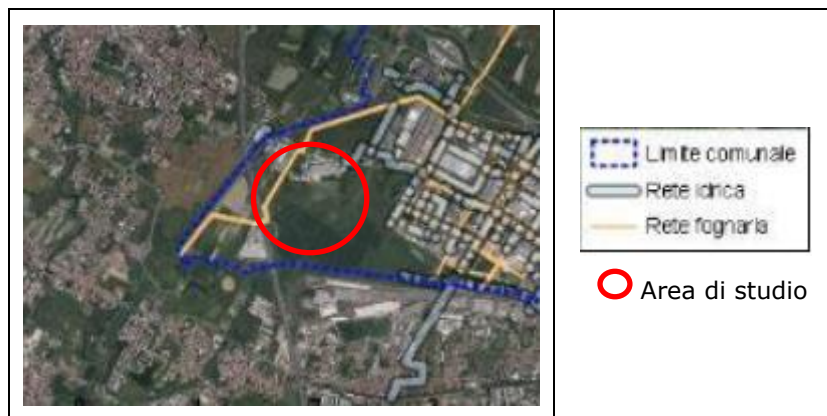 Limite comunale
Rete idrica
Rete fognaria
Area di studio